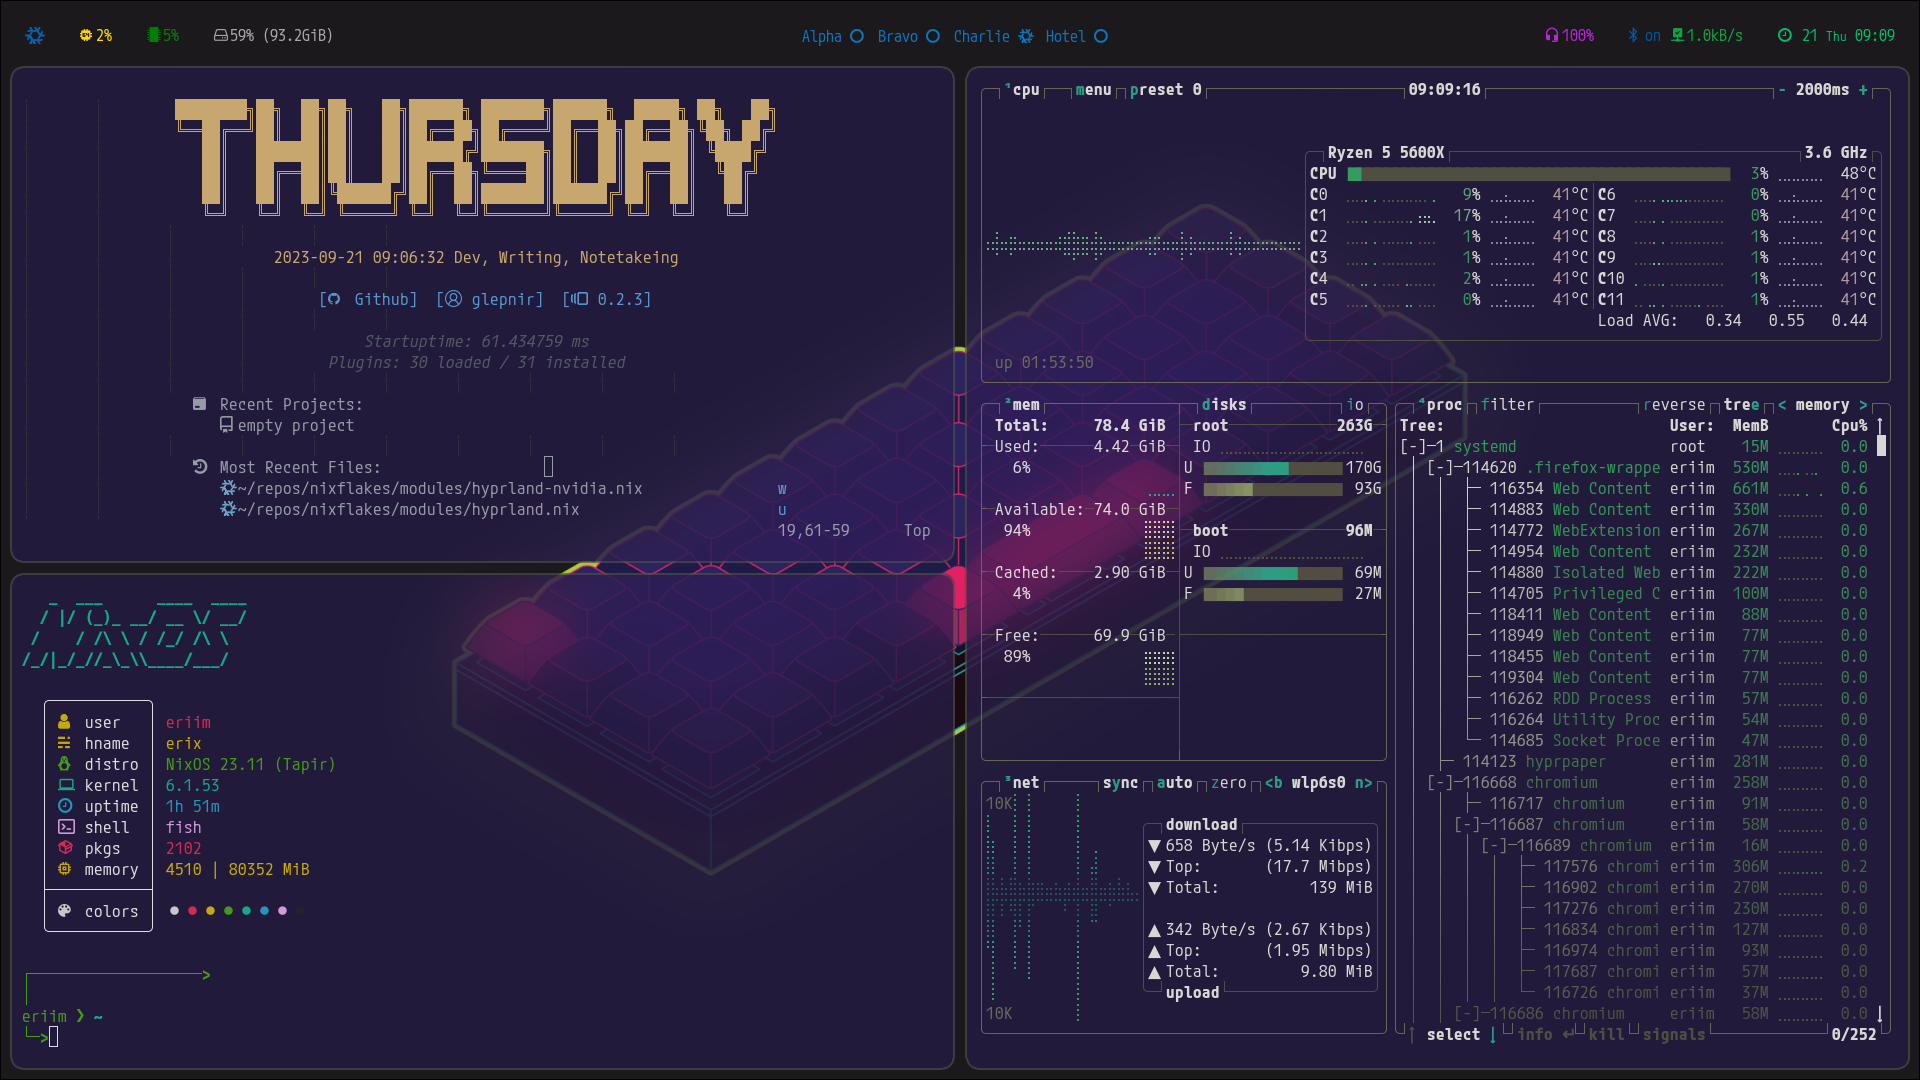 2% 5% 59% (93.2GiB)
Alpha Bravo Charlie Hotel
100% on 1.0kB/s 21 Thu 09:09
THURSDAY
2023-09-21 09:06:32 Dev, Writing, Notetakeing
[ Github] [ glepnir] [ 0.2.3]
Startuptime: 61.434759 ms
Plugins: 30 loaded / 31 installed
Recent Projects:
empty project
Most Recent Files:
~/repos/nixflakes/modules/hyprland-nvidia.nix
~/repos/nixflakes/modules/hyprland.nix
w
u
19,61-59 Top
user eriim
hname erix
distro NixOS 23.11 (Tapir)
kernel 6.1.53
uptime 1h 51m
shell fish
pkgs 2102
memory 4510 | 80352 MiB
colors
eriim ❯ ~
¹cpu menu preset 0 09:09:16 - 2000ms +
Ryzen 5 5600X 3.6 GHz
CPU 3% 48°C
C0 9% 41°C C6 0% 41°C
C1 17% 41°C C7 0% 41°C
C2 1% 41°C C8 1% 41°C
C3 1% 41°C C9 1% 41°C
C4 2% 41°C C10 1% 41°C
C5 0% 41°C C11 1% 41°C
Load AVG: 0.34 0.55 0.44
up 01:53:50
²mem
Total: 78.4 GiB
Used: 4.42 GiB
6%
Available: 74.0 GiB
94%
Cached: 2.90 GiB
4%
Free: 69.9 GiB
89%
disks io
root 263G
IO
U 170G
F 93G
boot 96M
IO
U 69M
F 27M
³net sync auto zero <b wlp6s0 n>
10K
download
▼ 658 Byte/s (5.14 Kibps)
▼ Top: (17.7 Mibps)
▼ Total: 139 MiB
▲ 342 Byte/s (2.67 Kibps)
▲ Top: (1.95 Mibps)
▲ Total: 9.80 MiB
upload
10K
⁴proc filter reverse tree < memory >
Tree: User: MemB Cpu% ↑
[-]─1 systemd root 15M 0.0
[-]─114620 .firefox-wrappe eriim 530M 0.0
116354 Web Content eriim 661M 0.6
114883 Web Content eriim 330M 0.0
114772 WebExtension eriim 267M 0.0
114954 Web Content eriim 232M 0.0
114880 Isolated Web eriim 222M 0.0
114705 Privileged C eriim 100M 0.0
118411 Web Content eriim 88M 0.0
118949 Web Content eriim 77M 0.0
118455 Web Content eriim 77M 0.0
119304 Web Content eriim 77M 0.0
116262 RDD Process eriim 57M 0.0
116264 Utility Proc eriim 54M 0.0
114685 Socket Proce eriim 47M 0.0
114123 hyprpaper eriim 281M 0.0
[-]─116668 chromium eriim 258M 0.0
116717 chromium eriim 91M 0.0
[-]─116687 chromium eriim 58M 0.0
[-]─116689 chromium eriim 16M 0.0
117576 chromi eriim 306M 0.2
116902 chromi eriim 270M 0.0
117276 chromi eriim 230M 0.0
116834 chromi eriim 127M 0.0
116974 chromi eriim 93M 0.0
117687 chromi eriim 57M 0.0
116726 chromi eriim 37M 0.0
[-]─116686 chromium eriim 58M 0.0 ↓
↑ select ↓ info ↵ kill signals 0/252